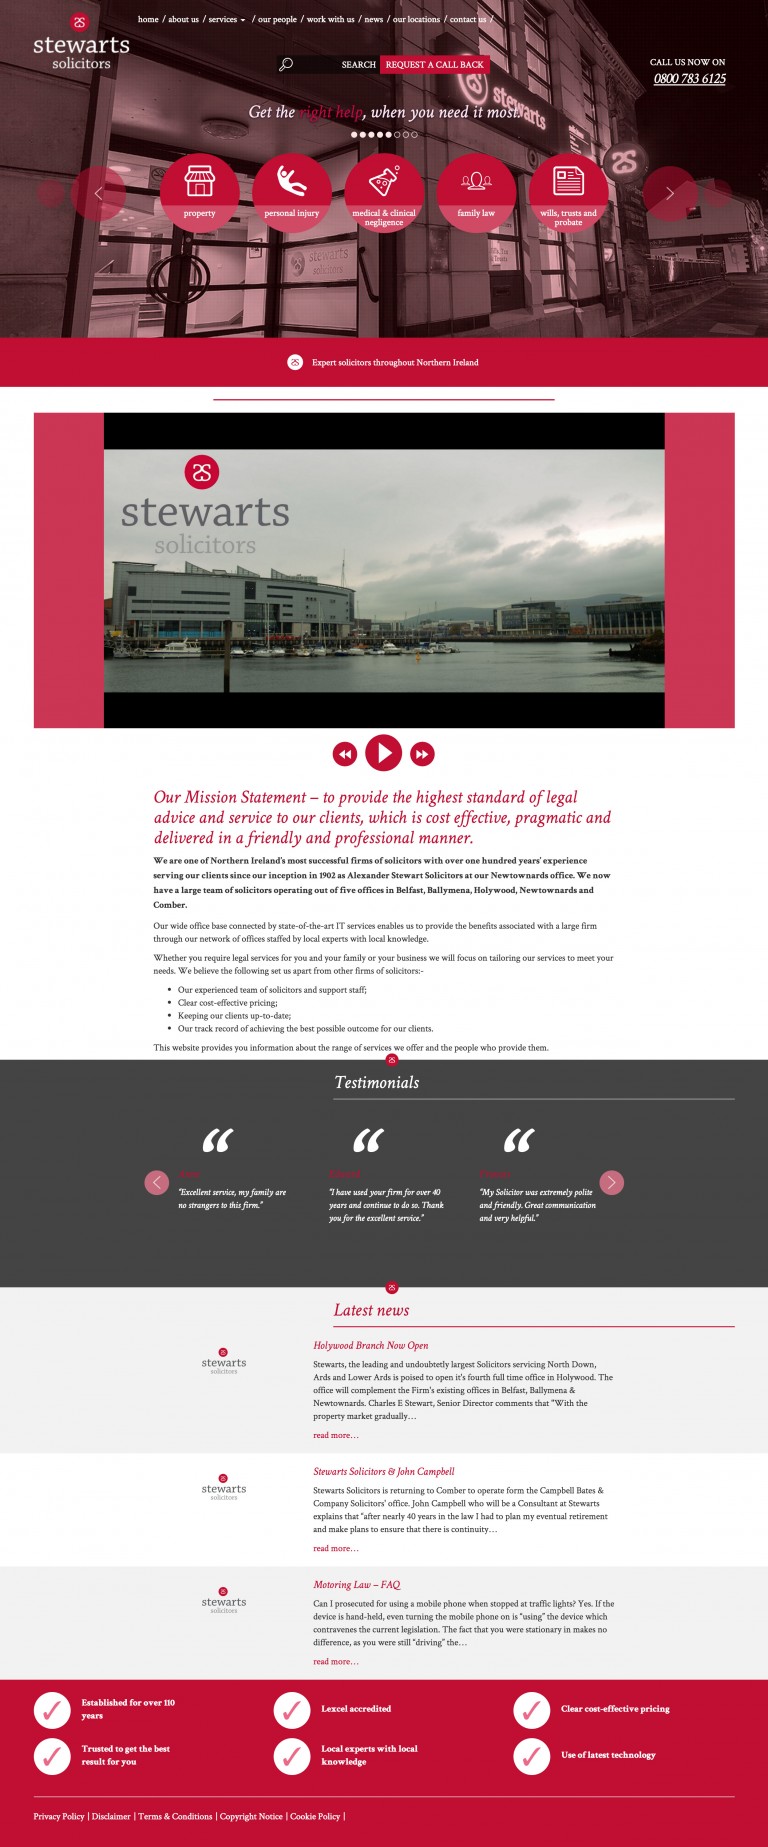 home / about us / services / our people / work with us / news / our locations / contact us /
stewarts
solicitors
SEARCH
REQUEST A CALL BACK
CALL US NOW ON
0800 783 6125
stewarts
Get the right help, when you need it most.
property
personal injury
medical & clinical
negligence
family law
wills, trusts and
probate
stewarts
solicitors
Expert solicitors throughout Northern Ireland
stewarts
solicitors
Our Mission Statement – to provide the highest standard of legal
advice and service to our clients, which is cost effective, pragmatic and
delivered in a friendly and professional manner.
We are one of Northern Ireland's most successful firms of solicitors with over one hundred years' experience
serving our clients since our inception in 1902 as Alexander Stewart Solicitors at our Newtownards office. We now
have a large team of solicitors operating out of five offices in Belfast, Ballymena, Holywood, Newtownards and
Comber.
Our wide office base connected by state-of-the-art IT services enables us to provide the benefits associated with a large firm
through our network of offices staffed by local experts with local knowledge.
Whether you require legal services for you and your family or your business we will focus on tailoring our services to meet your
needs. We believe the following set us apart from other firms of solicitors:-
• Our experienced team of solicitors and support staff;
• Clear cost-effective pricing;
• Keeping our clients up-to-date;
• Our track record of achieving the best possible outcome for our clients.
This website provides you information about the range of services we offer and the people who provide them.
Testimonials
“Excellent service, my family are
no strangers to this firm.”
“I have used your firm for over 40
years and continue to do so. Thank
you for the excellent service.”
“My Solicitor was extremely polite
and friendly. Great communication
and very helpful.”
Latest news
stewarts
solicitors
Holywood Branch Now Open
Stewarts, the leading and undoubtetly largest Solicitors servicing North Down,
Ards and Lower Ards is poised to open it's fourth full time office in Holywood. The
office will complement the Firm's existing offices in Belfast, Ballymena &
Newtownards. Charles E Stewart, Senior Director comments that "With the
property market gradually…
read more…
stewarts
solicitors
Stewarts Solicitors & John Campbell
Stewarts Solicitors is returning to Comber to operate form the Campbell Bates &
Company Solicitors' office. John Campbell who will be a Consultant at Stewarts
explains that “after nearly 40 years in the law I had to plan my eventual retirement
and make plans to ensure that there is continuity…
read more…
stewarts
solicitors
Motoring Law – FAQ
Can I prosecuted for using a mobile phone when stopped at traffic lights? Yes. If the
device is hand-held, even turning the mobile phone on is “using” the device which
contravenes the current legislation. The fact that you were stationary in makes no
difference, as you were still “driving” the…
read more…
Established for over 110
years
Lexcel accredited
Clear cost-effective pricing
Trusted to get the best
result for you
Local experts with local
knowledge
Use of latest technology
Privacy Policy | Disclaimer | Terms & Conditions | Copyright Notice | Cookie Policy |